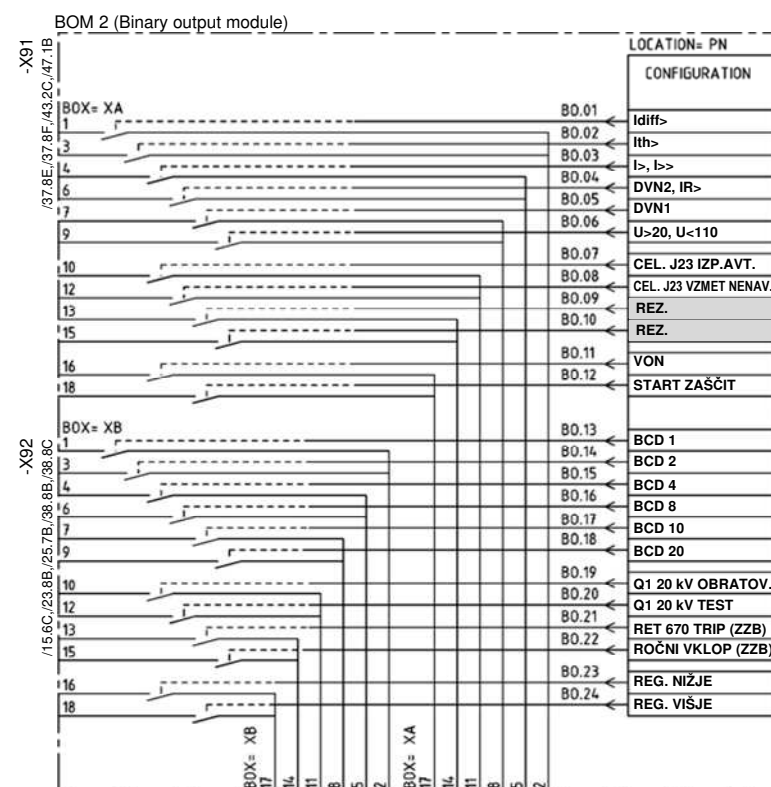 BOM 2 (Binary output module)
LOCATION= PN
CONFIGURATION
-X91
/37.8E,/37.8F,/43.2C,/47.1B
BOX= XA
1
3
4
6
7
9
10
12
13
15
16
18
BO.01 Idiff>
BO.02 Ith>
BO.03 I>, I>>
BO.04 DVN2, IR>
BO.05 DVN1
BO.06 U>20, U<110
BO.07 CEL. J23 IZP.AVT.
BO.08 CEL. J23 VZMET NENAV.
BO.09 REZ.
BO.10 REZ.
BO.11 VON
BO.12 START ZAŠČIT
-X92
/15.6C,/23.8B,/25.7B,/38.8B,/38.8C
BOX= XB
1
3
4
6
7
9
10
12
13
15
16
18
BO.13 BCD 1
BO.14 BCD 2
BO.15 BCD 4
BO.16 BCD 8
BO.17 BCD 10
BO.18 BCD 20
BO.19 Q1 20 kV OBRATOV.
BO.20 Q1 20 kV TEST
BO.21 RET 670 TRIP (ZZB)
BO.22 ROČNI VKLOP (ZZB)
BO.23 REG. NIŽJE
BO.24 REG. VIŠJE
BOX= XB
17
14
11
8
5
2
BOX= XA
17
14
11
8
5
2